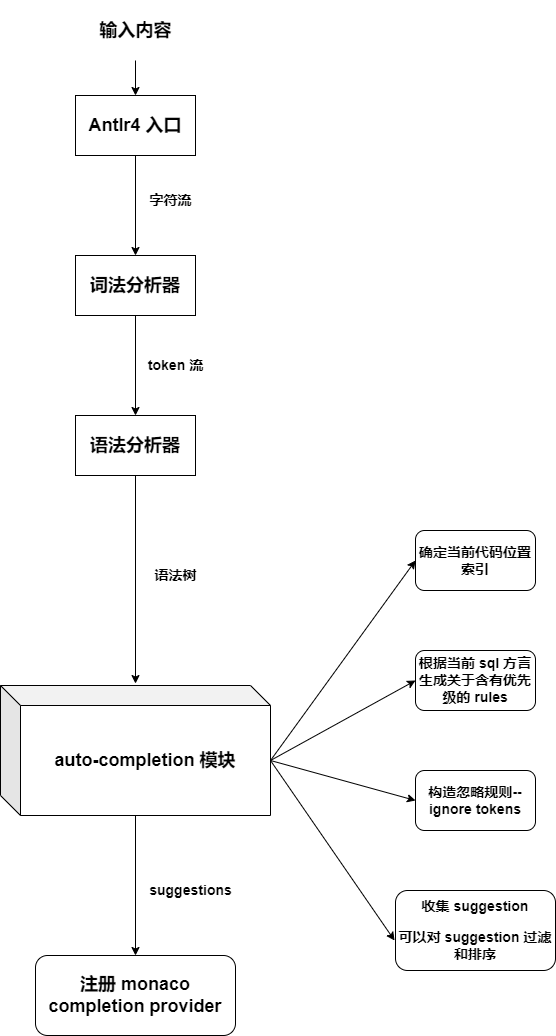 输入内容
Antlr4 入口
字符流
词法分析器
token 流
语法分析器
语法树
auto-completion 模块
suggestions
注册 monaco
completion provider
确定当前代码位置
索引
根据当前 sql 方言
生成关于含有优先
级的 rules
构造忽略规则--
ignore tokens
收集 suggestion
可以对 suggestion 过滤
和排序